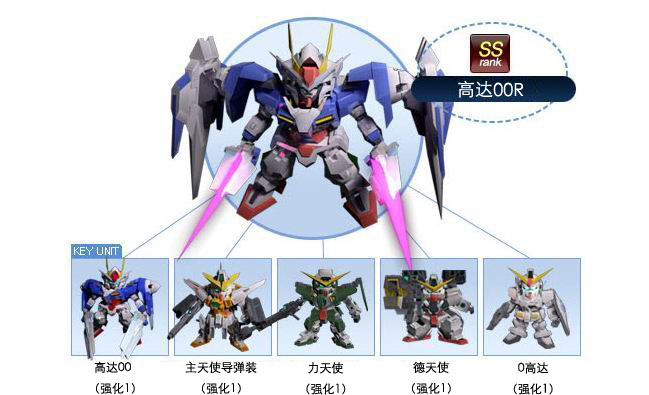 SS
rank
高达00R
KEY UNIT
高达00 主天使导弹装 力天使 德天使 0高达
（强化1） （强化1） （强化1） （强化1） （强化1）